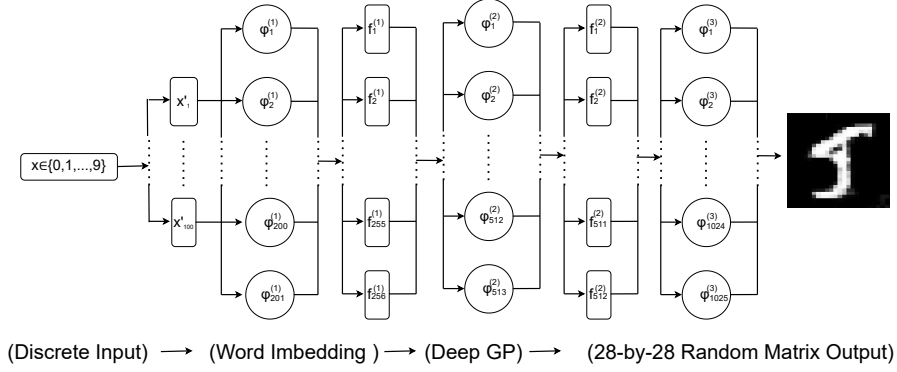 φ₁⁽¹⁾ f₁⁽¹⁾ φ₁⁽²⁾ f₁⁽²⁾ φ₁⁽³⁾
x'₁ φ₂⁽¹⁾ f₂⁽¹⁾ φ₂⁽²⁾ f₂⁽²⁾ φ₂⁽³⁾
x∈{0,1,...,9}
x'₁₀₀ φ₂₀₀⁽¹⁾ f₂₅₅⁽¹⁾ φ₅₁₂⁽²⁾ f₅₁₁⁽²⁾ φ₁₀₂₄⁽³⁾
φ₂₀₁⁽¹⁾ f₂₅₆⁽¹⁾ φ₅₁₃⁽²⁾ f₅₁₂⁽²⁾ φ₁₀₂₅⁽³⁾
(Discrete Input) → (Word Imbedding ) → (Deep GP) → (28-by-28 Random Matrix Output)